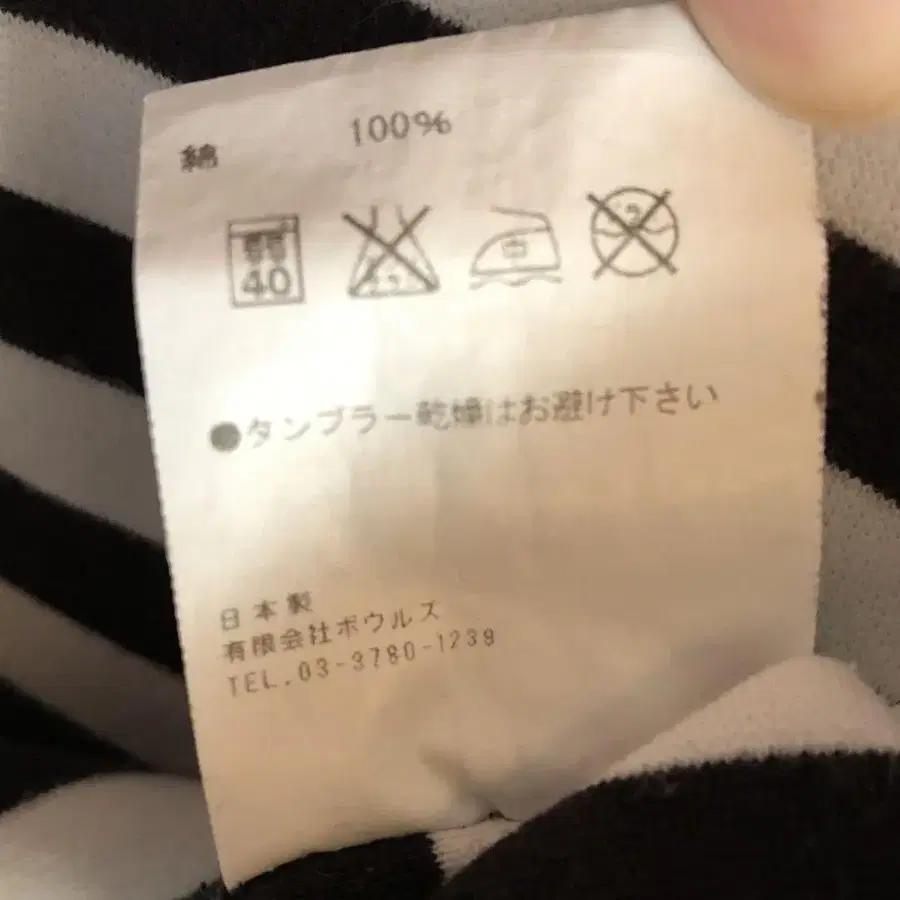 綿 100%
40 中
●タンブラー乾燥はお避け下さい
日本製
有限会社ボウルズ
TEL.03-3780-1239